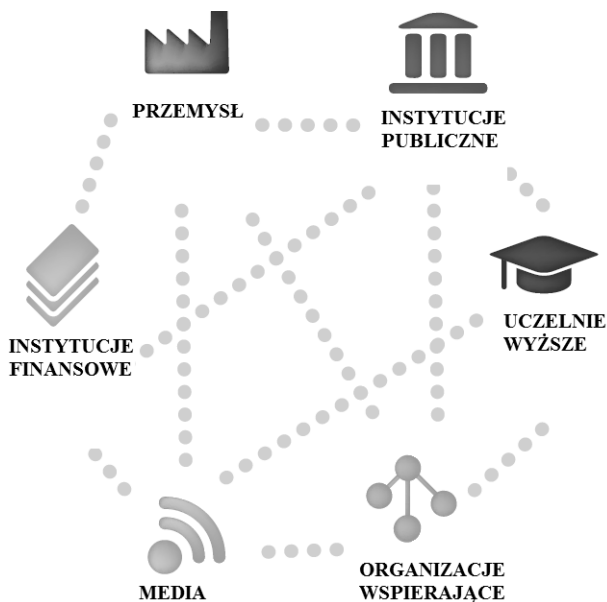 PRZEMYSŁ
INSTYTUCJE
PUBLICZNE
INSTYTUCJE
FINANSOWE
UCZELNIE
WYŻSZE
MEDIA
ORGANIZACJE
WSPIERAJĄCE